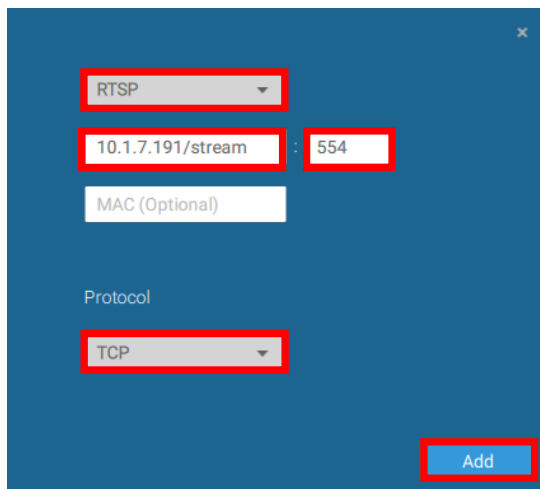 ×
RTSP
10.1.7.191/stream : 554
MAC (Optional)
Protocol
TCP
Add